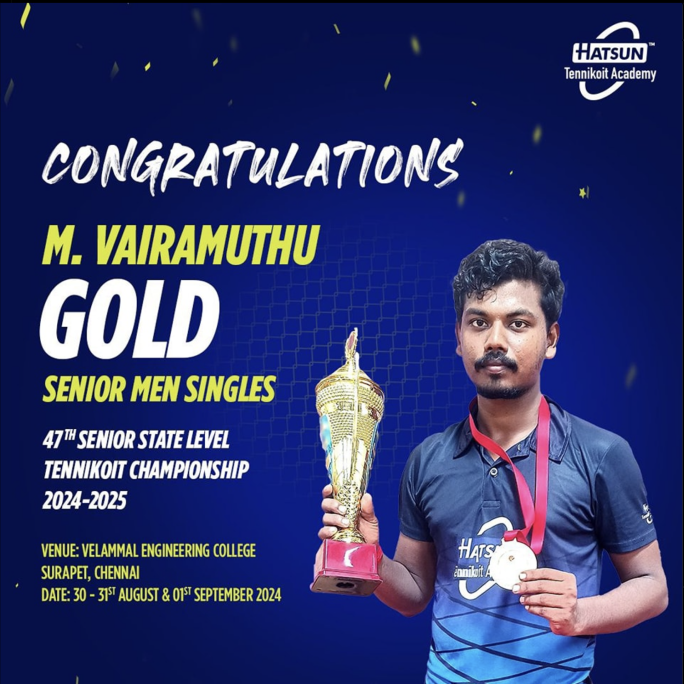 HATSUN™
Tennikoit Academy
CONGRATULATIONS
M. VAIRAMUTHU
GOLD
SENIOR MEN SINGLES
47TH SENIOR STATE LEVEL
TENNIKOIT CHAMPIONSHIP
2024-2025
VENUE: VELAMMAL ENGINEERING COLLEGE
SURAPET, CHENNAI
DATE: 30 - 31ST AUGUST & 01ST SEPTEMBER 2024